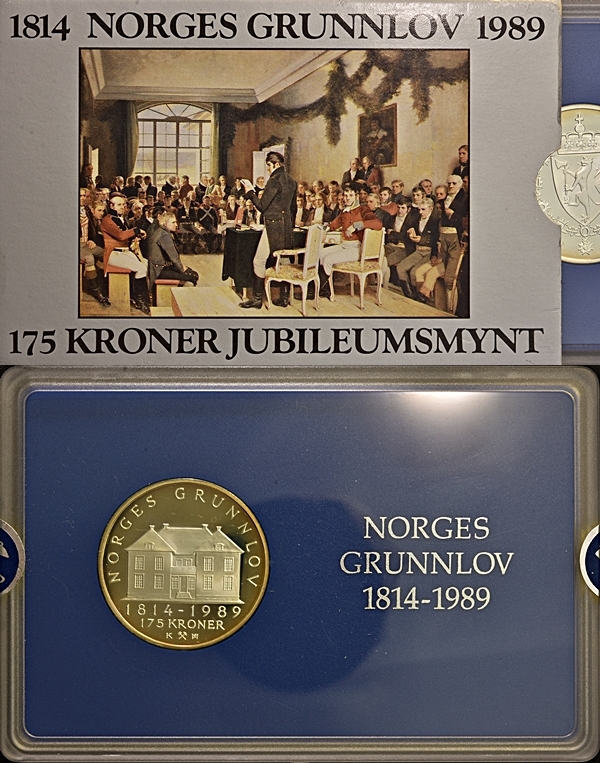 1814 NORGES GRUNNLOV 1989
175 KRONER JUBILEUMSMYNT
NORGES GRUNNLOV
1814-1989
175 KRONER
K M
NORGES
GRUNNLOV
1814-1989